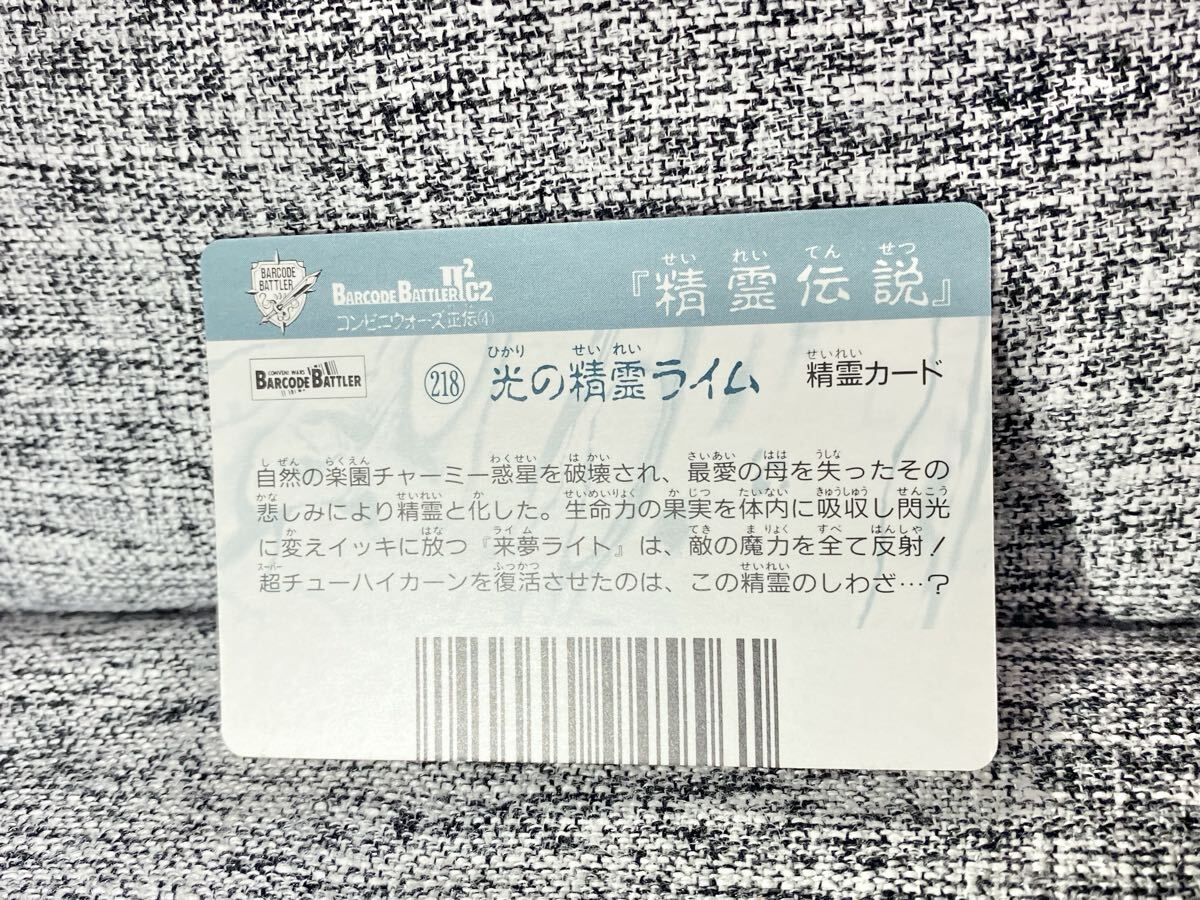 BARCODE
BATTLER
BARCODE BATTLER II² C2
コンビニウォーズ正伝(4)
せい れい でん せつ
『精霊伝説』
CONVENI WARS
BARCODE BATTLER
218
ひかり せい れい
光の精霊ライム
せいれい
精霊カード
しぜん らくえん わくせい はかい さいあい はは うしな
自然の楽園チャーミー惑星を破壊され、最愛の母を失ったその
かな せいれい か せいめいりょく かじつ たいない きゅうしゅう せんこう
悲しみにより精霊と化した。生命力の果実を体内に吸収し閃光
か はな ライム てき まりょく すべ はんしゃ
に変えイッキに放つ『来夢ライト』は、敵の魔力を全て反射!
スーパー ふっかつ せいれい
超チューハイカーンを復活させたのは、この精霊のしわざ…?